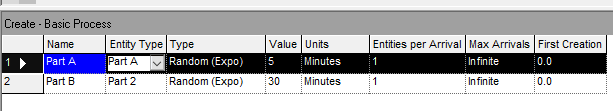 Create - Basic Process
Name Entity Type Type Value Units Entities per Arrival Max Arrivals First Creation
1 Part A Part A Random (Expo) 5 Minutes 1 Infinite 0.0
2 Part B Part 2 Random (Expo) 30 Minutes 1 Infinite 0.0